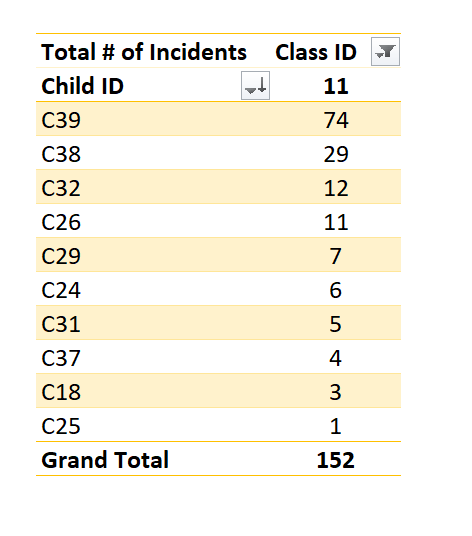 Total # of Incidents Class ID
Child ID 11
C39 74
C38 29
C32 12
C26 11
C29 7
C24 6
C31 5
C37 4
C18 3
C25 1
Grand Total 152